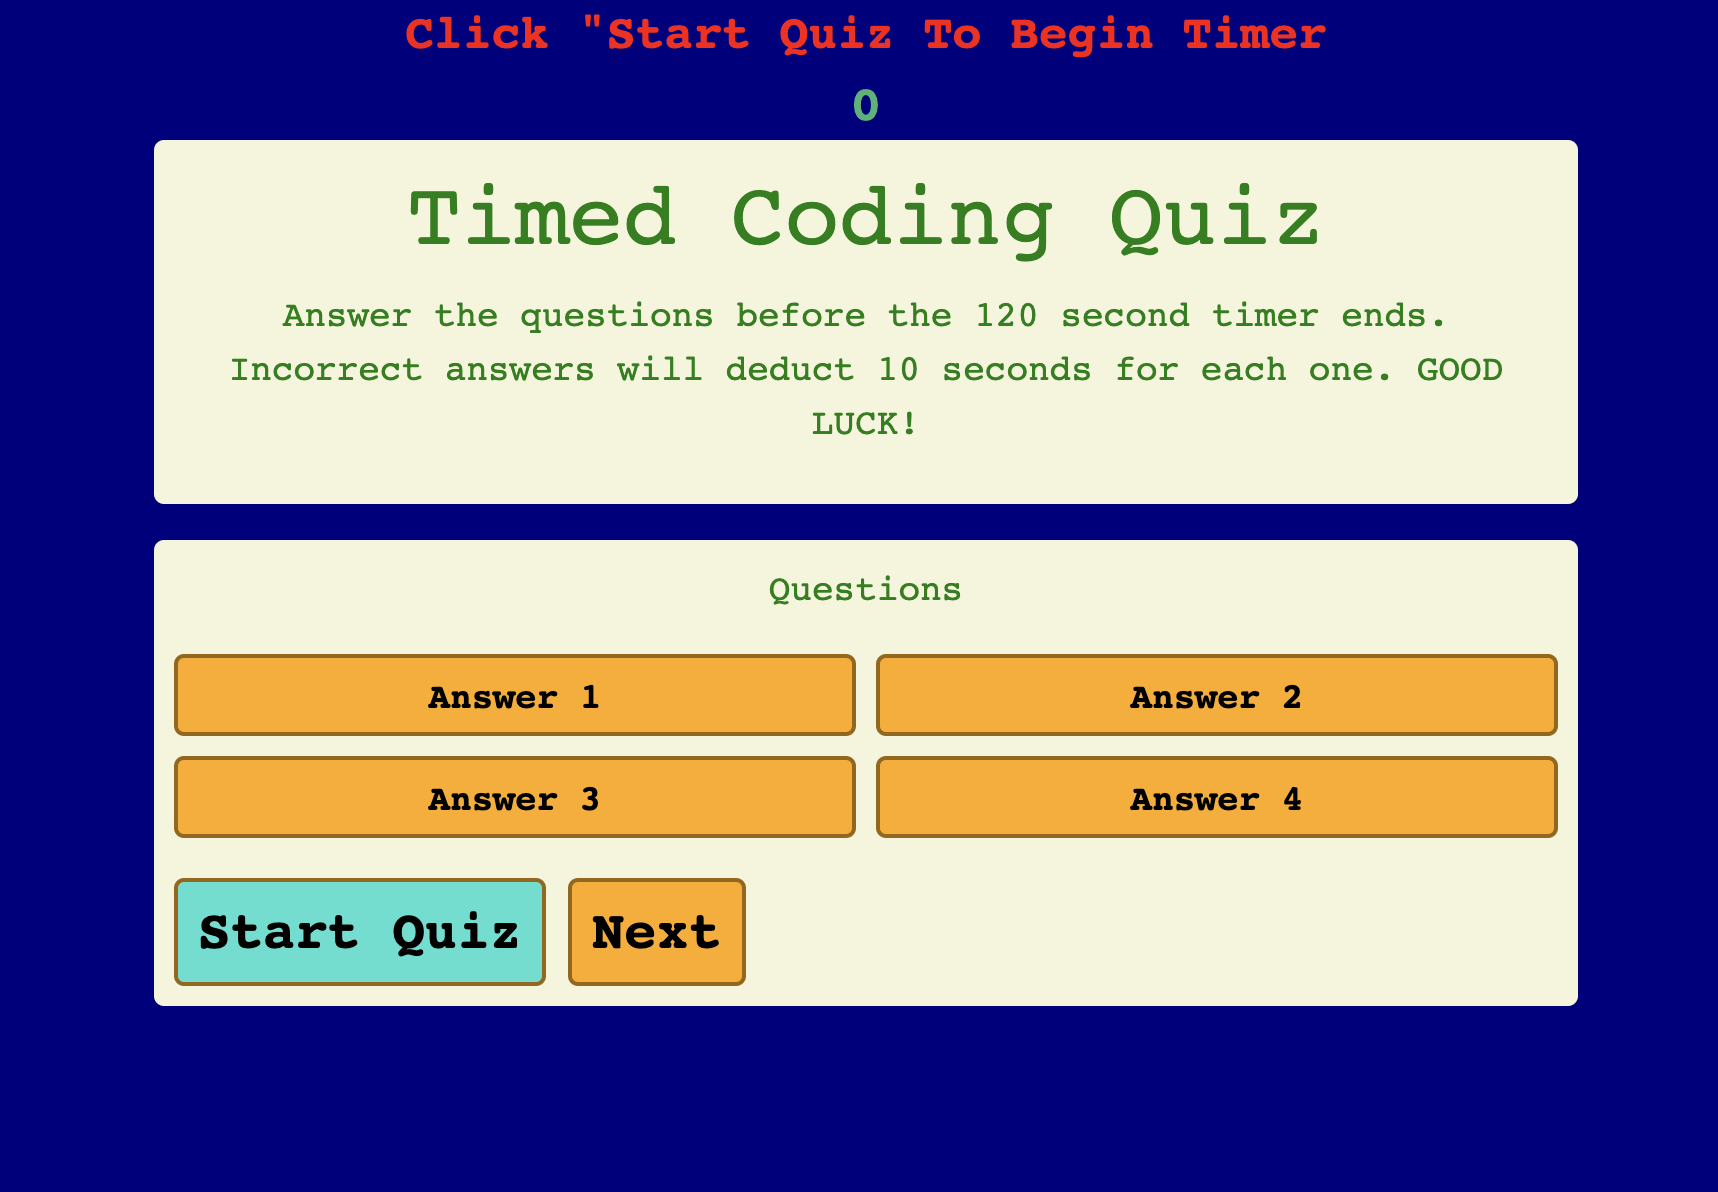 Click "Start Quiz To Begin Timer
0
Timed Coding Quiz
Answer the questions before the 120 second timer ends.
Incorrect answers will deduct 10 seconds for each one. GOOD
LUCK!
Questions
Answer 1
Answer 2
Answer 3
Answer 4
Start Quiz
Next